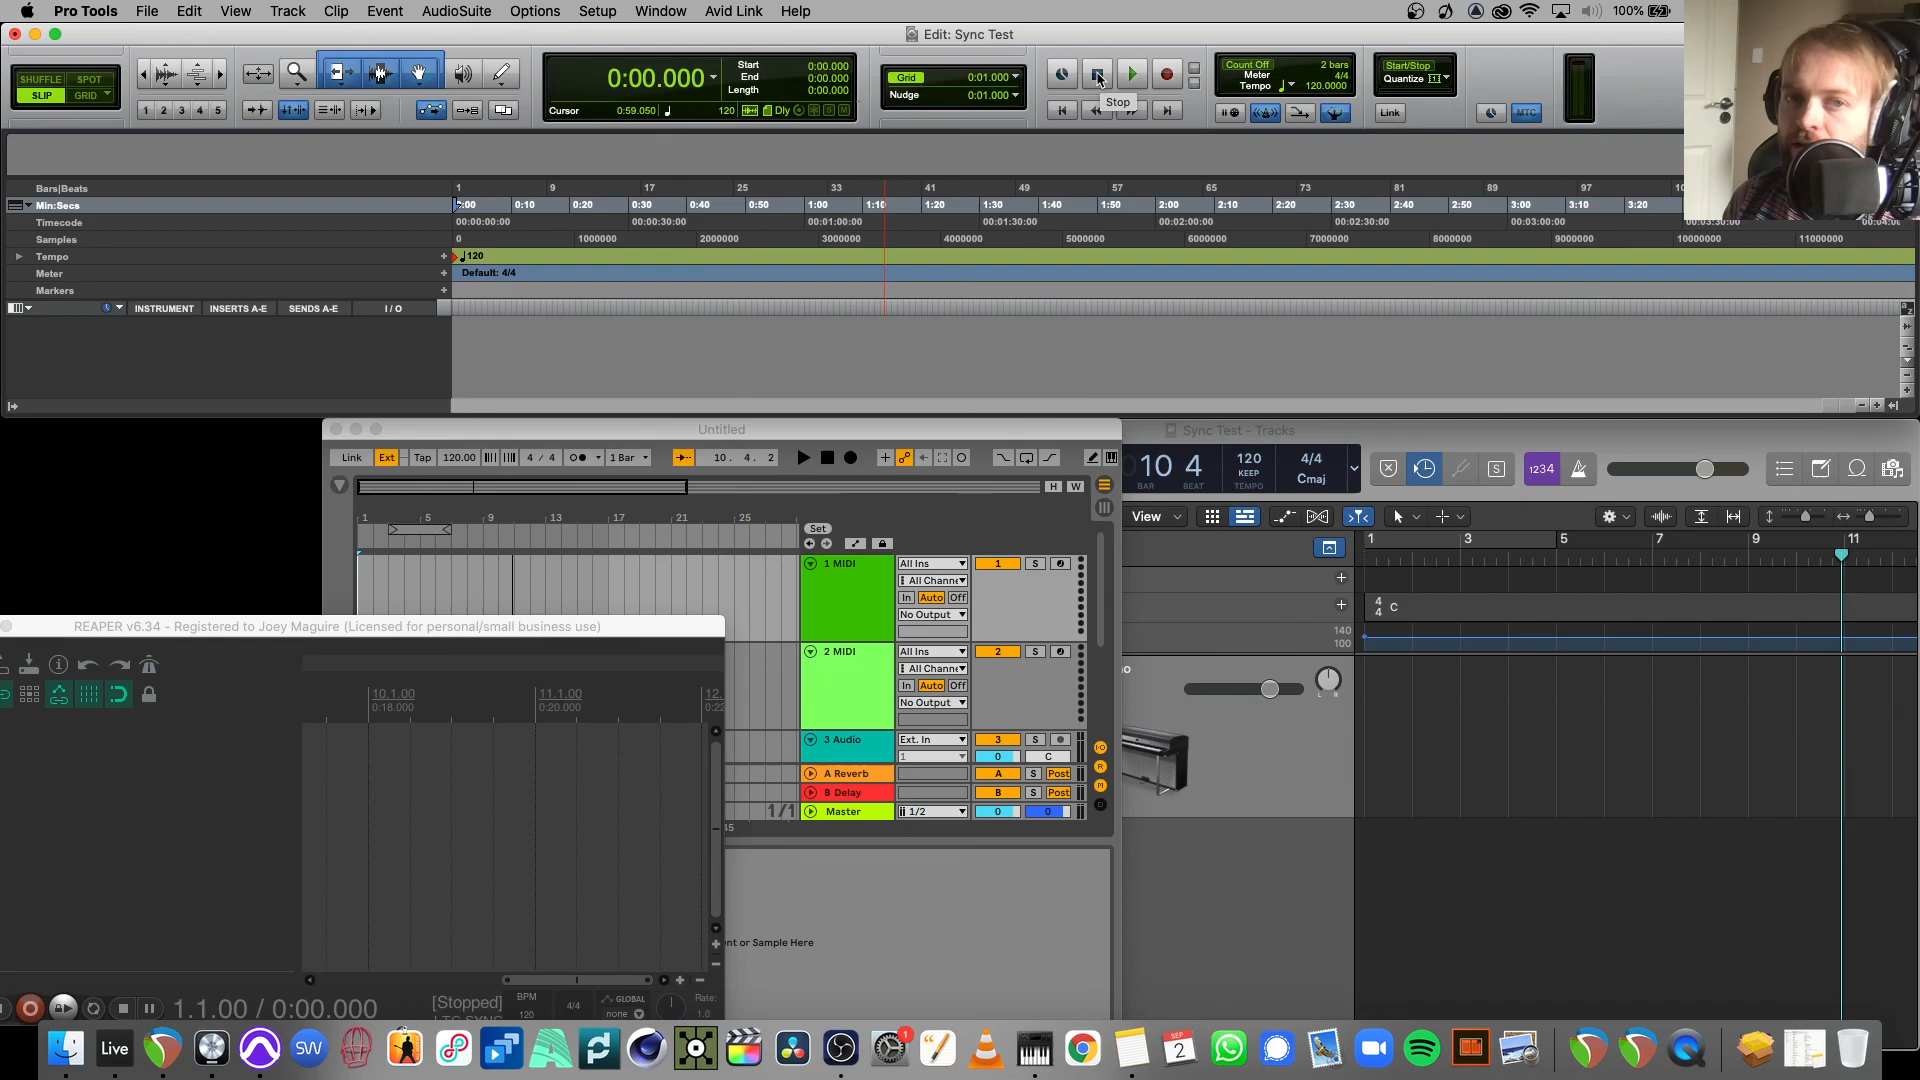 Pro Tools File Edit View Track Clip Event AudioSuite Options Setup Window Avid Link Help 100%
Edit: Sync Test
SHUFFLE SPOT
SLIP GRID
1 2 3 4 5
0:00.000
Start 0:00.000
End 0:00.000
Length 0:00.000
Cursor 0:59.050 120 Dly
Grid 0:01.000
Nudge 0:01.000
Stop
Count Off 2 bars
Meter 4/4
Tempo 120.0000
Start/Stop
Quantize
Link
MTC
Bars|Beats 1 9 17 25 33 41 49 57 65 73 81 89 97
Min:Secs 0:10 0:20 0:30 0:40 0:50 1:00 1:10 1:20 1:30 1:40 1:50 2:00 2:10 2:20 2:30 2:40 2:50 3:00 3:10 3:20
Timecode 00:00:00:00 00:00:30:00 00:01:00:00 00:01:30:00 00:02:00:00 00:02:30:00 00:03:00:00
Samples 0 1000000 2000000 3000000 4000000 5000000 6000000 7000000 8000000 9000000 10000000 11000000
Tempo 120
Meter Default: 4/4
Markers
INSTRUMENT INSERTS A-E SENDS A-E I / O
Untitled
Link Ext Tap 120.00 4 / 4 1 Bar 10 . 4 . 2
H W
1 5 9 13 17 21 25
Set
1 MIDI All Ins 1 S
All Channe
In Auto Off
No Output
2 MIDI All Ins 2 S
All Channe
In Auto Off
No Output
3 Audio Ext. In 3 S
1 0 C
A Reverb A S Post
B Delay B S Post
1/1 Master 1/2 0 0
45
nt or Sample Here
Sync Test - Tracks
10 4
BAR BEAT
120
KEEP
TEMPO
4/4
Cmaj
S
1234
View
1 3 5 7 9 11
4
4 C
140
100
o
L R
REAPER v6.34 - Registered to Joey Maguire (Licensed for personal/small business use)
10.1.00 11.1.00 12.
0:18.000 0:20.000 0:22
1.1.00 / 0:00.000
[Stopped]
BPM
120
4/4
GLOBAL
none
Rate:
1.0
Live
SW
1
SEP
2